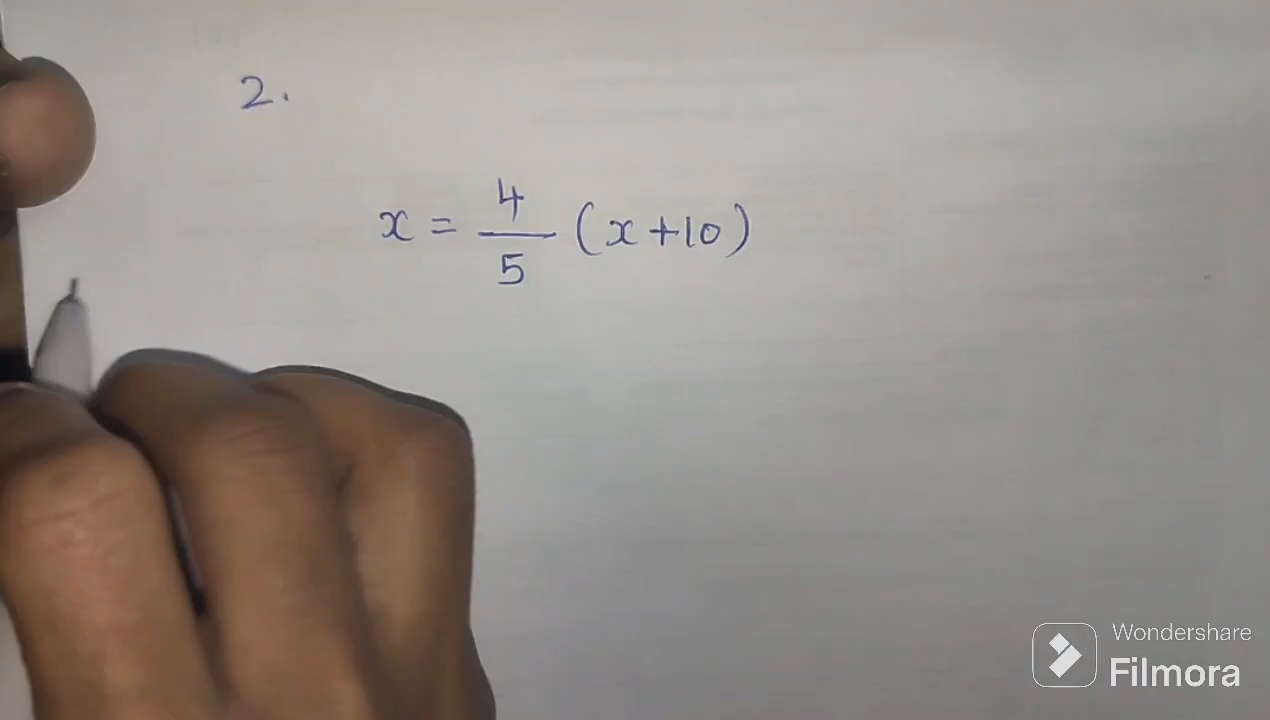 2.
x = 4/5 (x+10)
Wondershare
Filmora